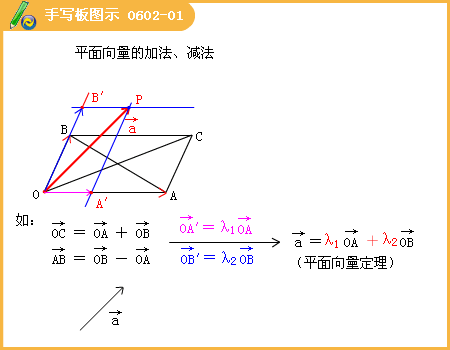 手写板图示 0602-01
平面向量的加法、减法
B′ P
a→
B C
O A′ A
如：
OC→ = OA→ + OB→
AB→ = OB→ - OA→
OA′→ = λ₁OA→
OB′→ = λ₂OB→
a→ = λ₁OA→ + λ₂OB→
（平面向量定理）
a→